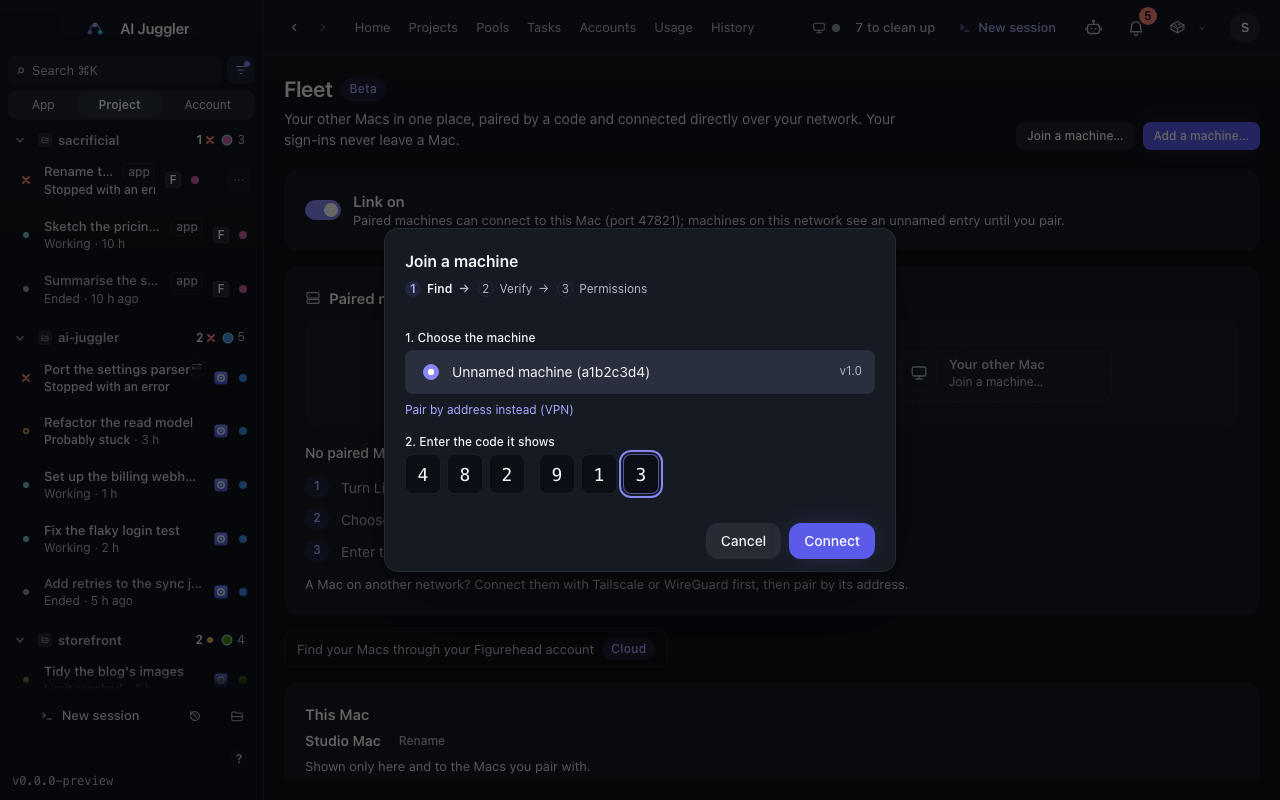 AI Juggler
Home
Projects
Pools
Tasks
Accounts
Usage
History
7 to clean up
New session
5
S
Search ⌘K
App
Project
Account
sacrificial
1 3
Rename t... app F
Stopped with an err
Sketch the pricin... app F
Working · 10 h
Summarise the s... app F
Ended · 10 h ago
ai-juggler
2 5
Port the settings parser
Stopped with an error
Refactor the read model
Probably stuck · 3 h
Set up the billing webh...
Working · 1 h
Fix the flaky login test
Working · 2 h
Add retries to the sync j...
Ended · 5 h ago
storefront
2 4
Tidy the blog's images
New session
?
v0.0.0-preview
Fleet Beta
Your other Macs in one place, paired by a code and connected directly over your network. Your
sign-ins never leave a Mac.
Join a machine...
Add a machine...
Link on
Paired machines can connect to this Mac (port 47821); machines on this network see an unnamed entry until you pair.
Paired m
Your other Mac
Join a machine...
No paired M
1 Turn Li
2 Choos
3 Enter t
A Mac on another network? Connect them with Tailscale or WireGuard first, then pair by its address.
Find your Macs through your Figurehead account Cloud
This Mac
Studio Mac Rename
Shown only here and to the Macs you pair with.
Join a machine
1 Find → 2 Verify → 3 Permissions
1. Choose the machine
Unnamed machine (a1b2c3d4) v1.0
Pair by address instead (VPN)
2. Enter the code it shows
4 8 2 9 1 3
Cancel
Connect